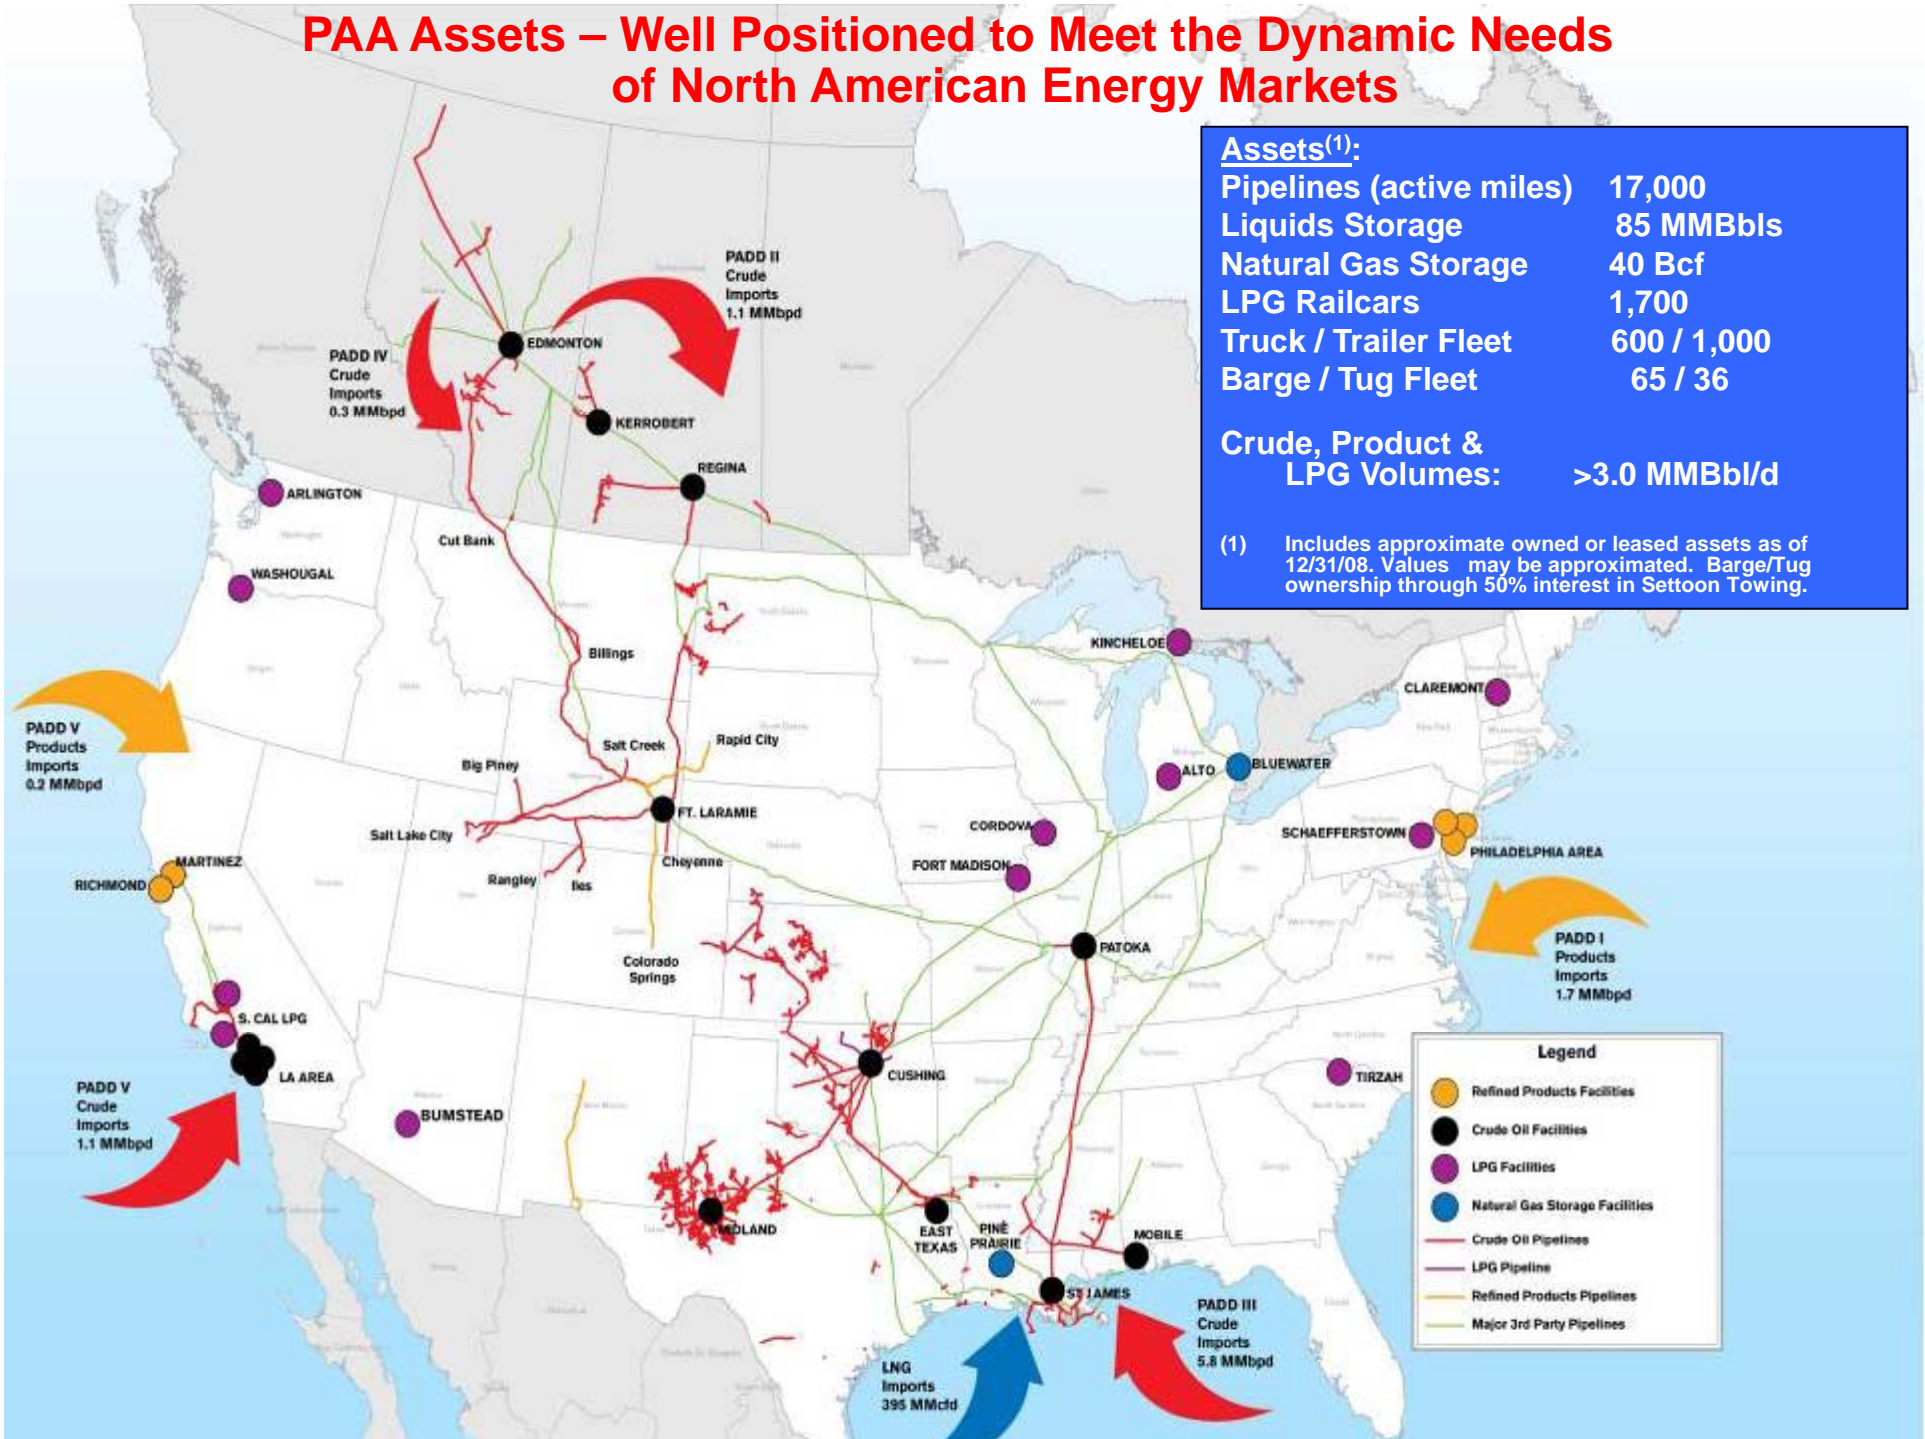 PAA Assets – Well Positioned to Meet the Dynamic Needs
of North American Energy Markets
Assets(1):
Pipelines (active miles) 17,000
Liquids Storage 85 MMBbls
Natural Gas Storage 40 Bcf
LPG Railcars 1,700
Truck / Trailer Fleet 600 / 1,000
Barge / Tug Fleet 65 / 36
Crude, Product &
LPG Volumes: >3.0 MMBbl/d
(1) Includes approximate owned or leased assets as of
12/31/08. Values may be approximated. Barge/Tug
ownership through 50% interest in Settoon Towing.
PADD II
Crude
Imports
1.1 MMbpd
EDMONTON
PADD IV
Crude
Imports
0.3 MMbpd
KERROBERT
REGINA
ARLINGTON
Cut Bank
WASHOUGAL
Billings
KINCHELOE
CLAREMONT
PADD V
Products
Imports
0.2 MMbpd
Salt Creek
Rapid City
Big Piney
ALTO
BLUEWATER
FT. LARAMIE
Salt Lake City
CORDOVA
SCHAEFFERSTOWN
PHILADELPHIA AREA
MARTINEZ
Cheyenne
FORT MADISON
RICHMOND
Rangley
Iles
PATOKA
PADD I
Products
Imports
1.7 MMbpd
Colorado
Springs
S. CAL LPG
LA AREA
CUSHING
TIRZAH
PADD V
Crude
Imports
1.1 MMbpd
BUMSTEAD
MIDLAND
EAST
TEXAS
PINE
PRAIRIE
MOBILE
ST JAMES
PADD III
Crude
Imports
5.8 MMbpd
LNG
Imports
395 MMcfd
Legend
Refined Products Facilities
Crude Oil Facilities
LPG Facilities
Natural Gas Storage Facilities
Crude Oil Pipelines
LPG Pipeline
Refined Products Pipelines
Major 3rd Party Pipelines